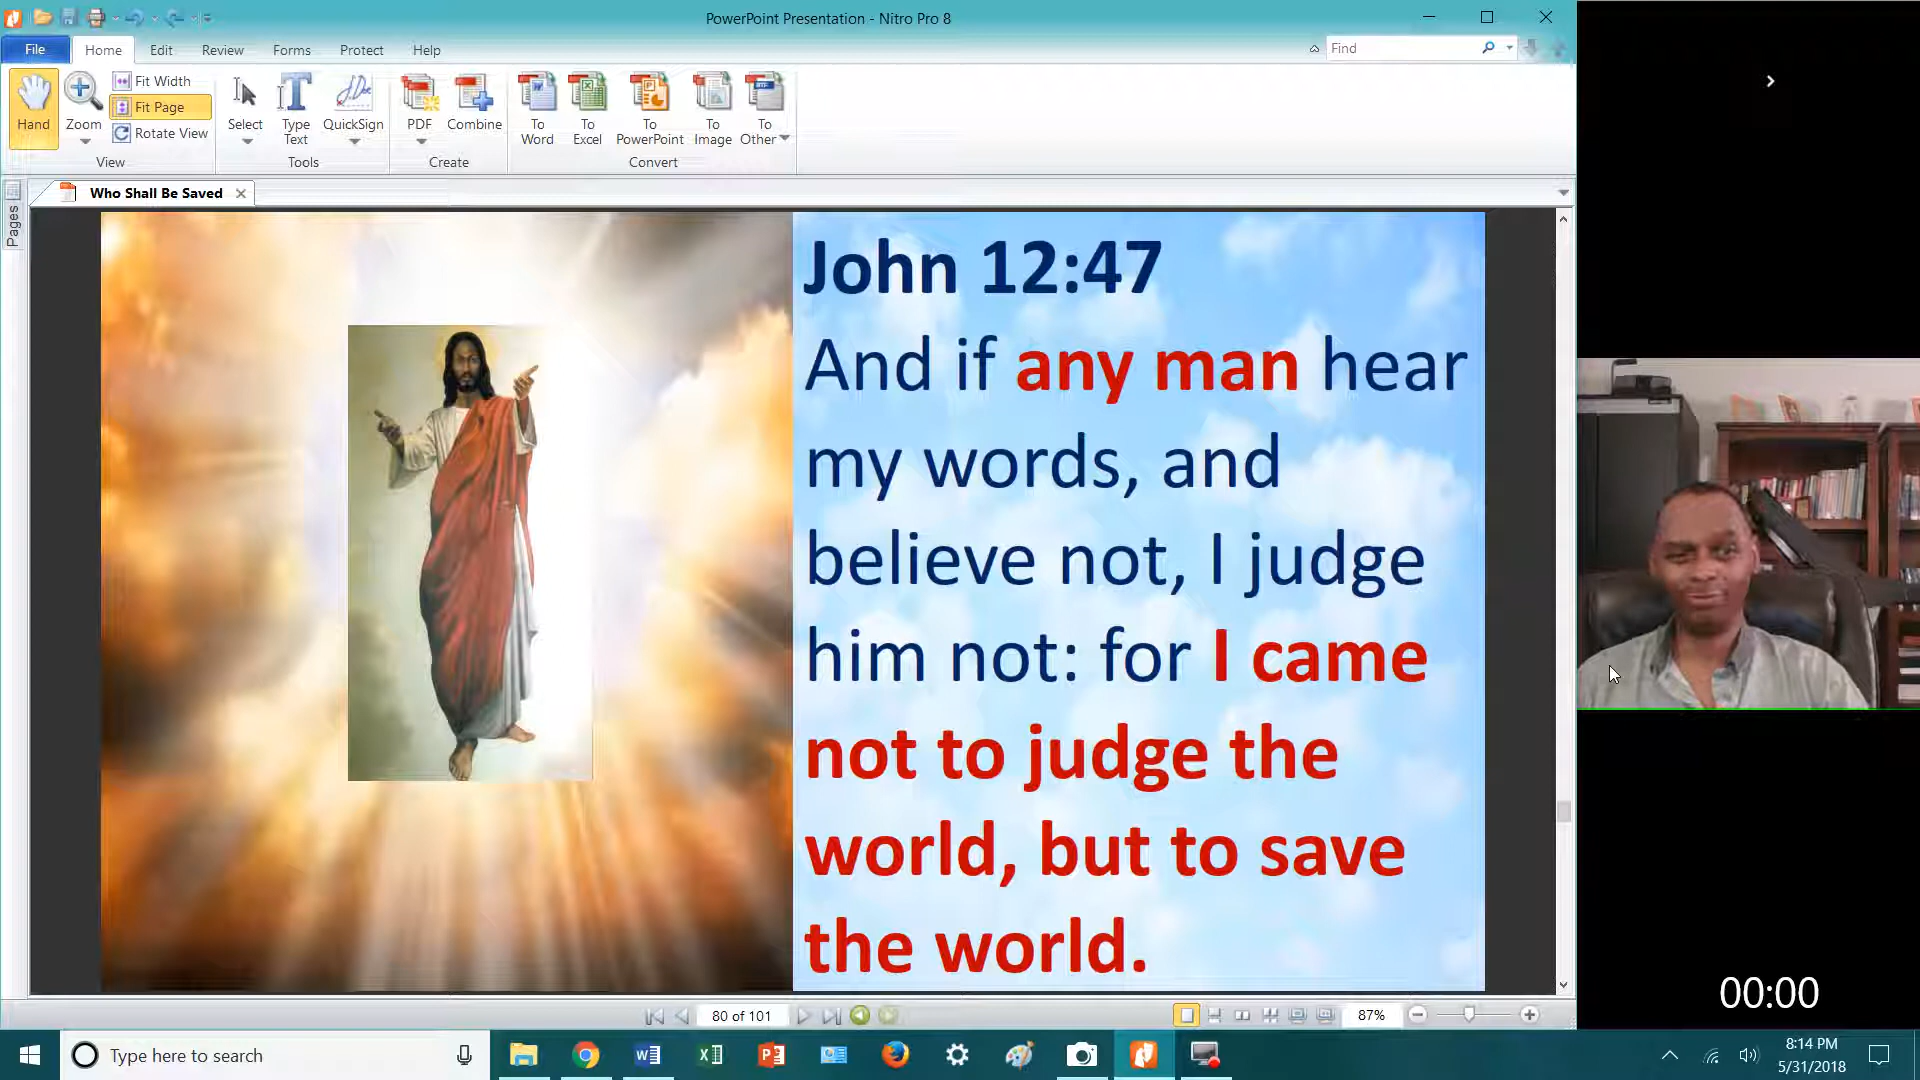 PowerPoint Presentation - Nitro Pro 8
File
Home
Edit
Review
Forms
Protect
Help
Find
Hand
Zoom
Fit Width
Fit Page
Rotate View
View
Select
Type
Text
QuickSign
Tools
PDF
Combine
Create
To
Word
To
Excel
To
PowerPoint
To
Image
To
Other
Convert
Who Shall Be Saved
Pages
John 12:47
And if any man hear
my words, and
believe not, I judge
him not: for I came
not to judge the
world, but to save
the world.
00:00
80 of 101
87%
Type here to search
8:14 PM
5/31/2018